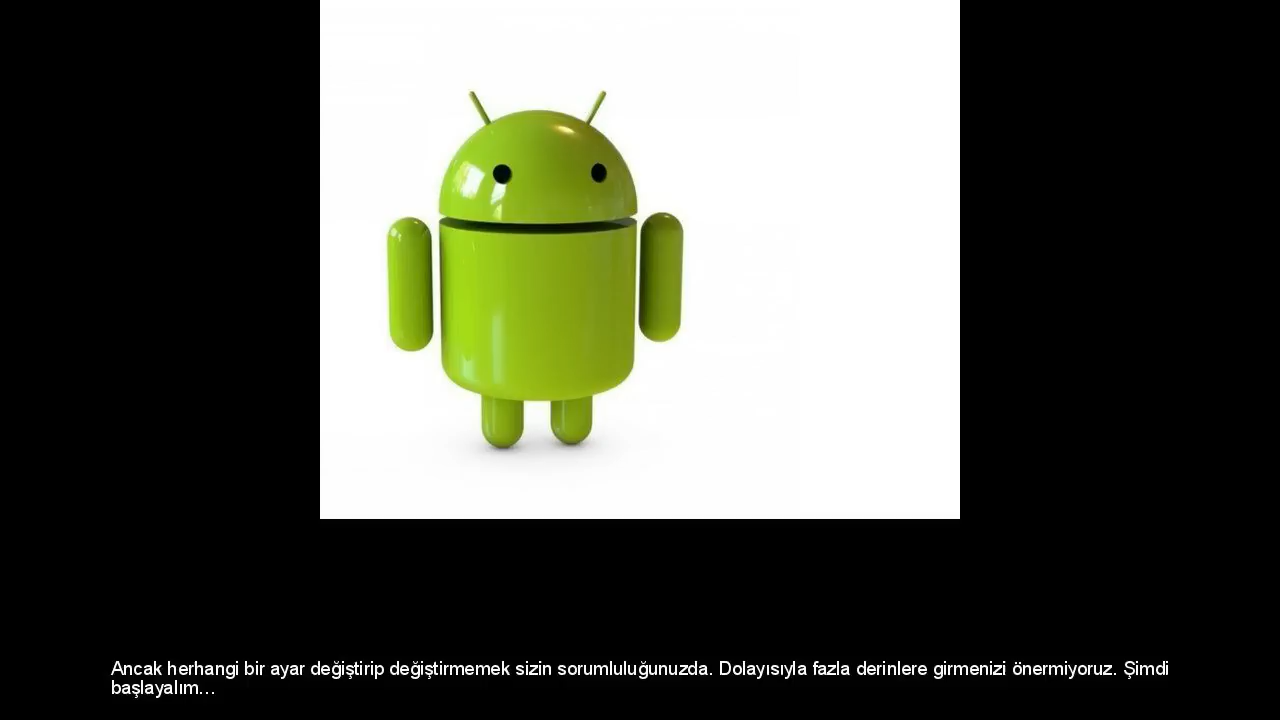 Ancak herhangi bir ayar değiştirip değiştirmemek sizin sorumluluğunuzda. Dolayısıyla fazla derinlere girmenizi önermiyoruz. Şimdi
başlayalım…